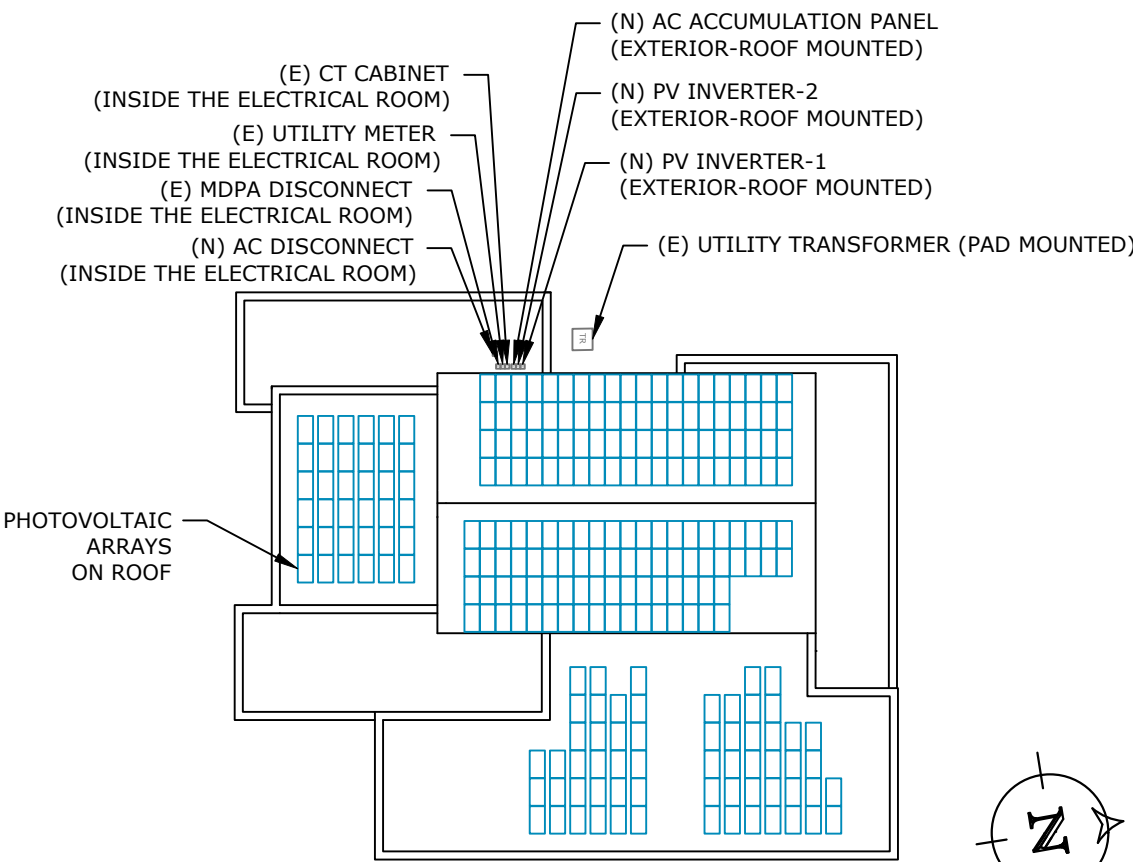 (N) AC ACCUMULATION PANEL
(EXTERIOR-ROOF MOUNTED)
(E) CT CABINET
(INSIDE THE ELECTRICAL ROOM)
(N) PV INVERTER-2
(EXTERIOR-ROOF MOUNTED)
(E) UTILITY METER
(INSIDE THE ELECTRICAL ROOM)
(N) PV INVERTER-1
(EXTERIOR-ROOF MOUNTED)
(E) MDPA DISCONNECT
(INSIDE THE ELECTRICAL ROOM)
(N) AC DISCONNECT
(INSIDE THE ELECTRICAL ROOM)
(E) UTILITY TRANSFORMER (PAD MOUNTED)
TR
PHOTOVOLTAIC
ARRAYS
ON ROOF
N